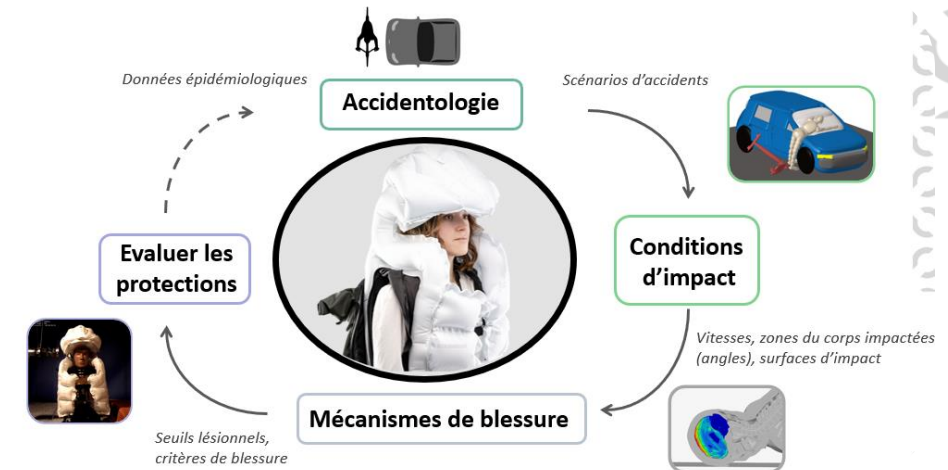 Données épidémiologiques
Accidentologie
Scénarios d'accidents
Conditions
d'impact
Vitesses, zones du corps impactées
(angles), surfaces d'impact
Mécanismes de blessure
Seuils lésionnels,
critères de blessure
Evaluer les
protections